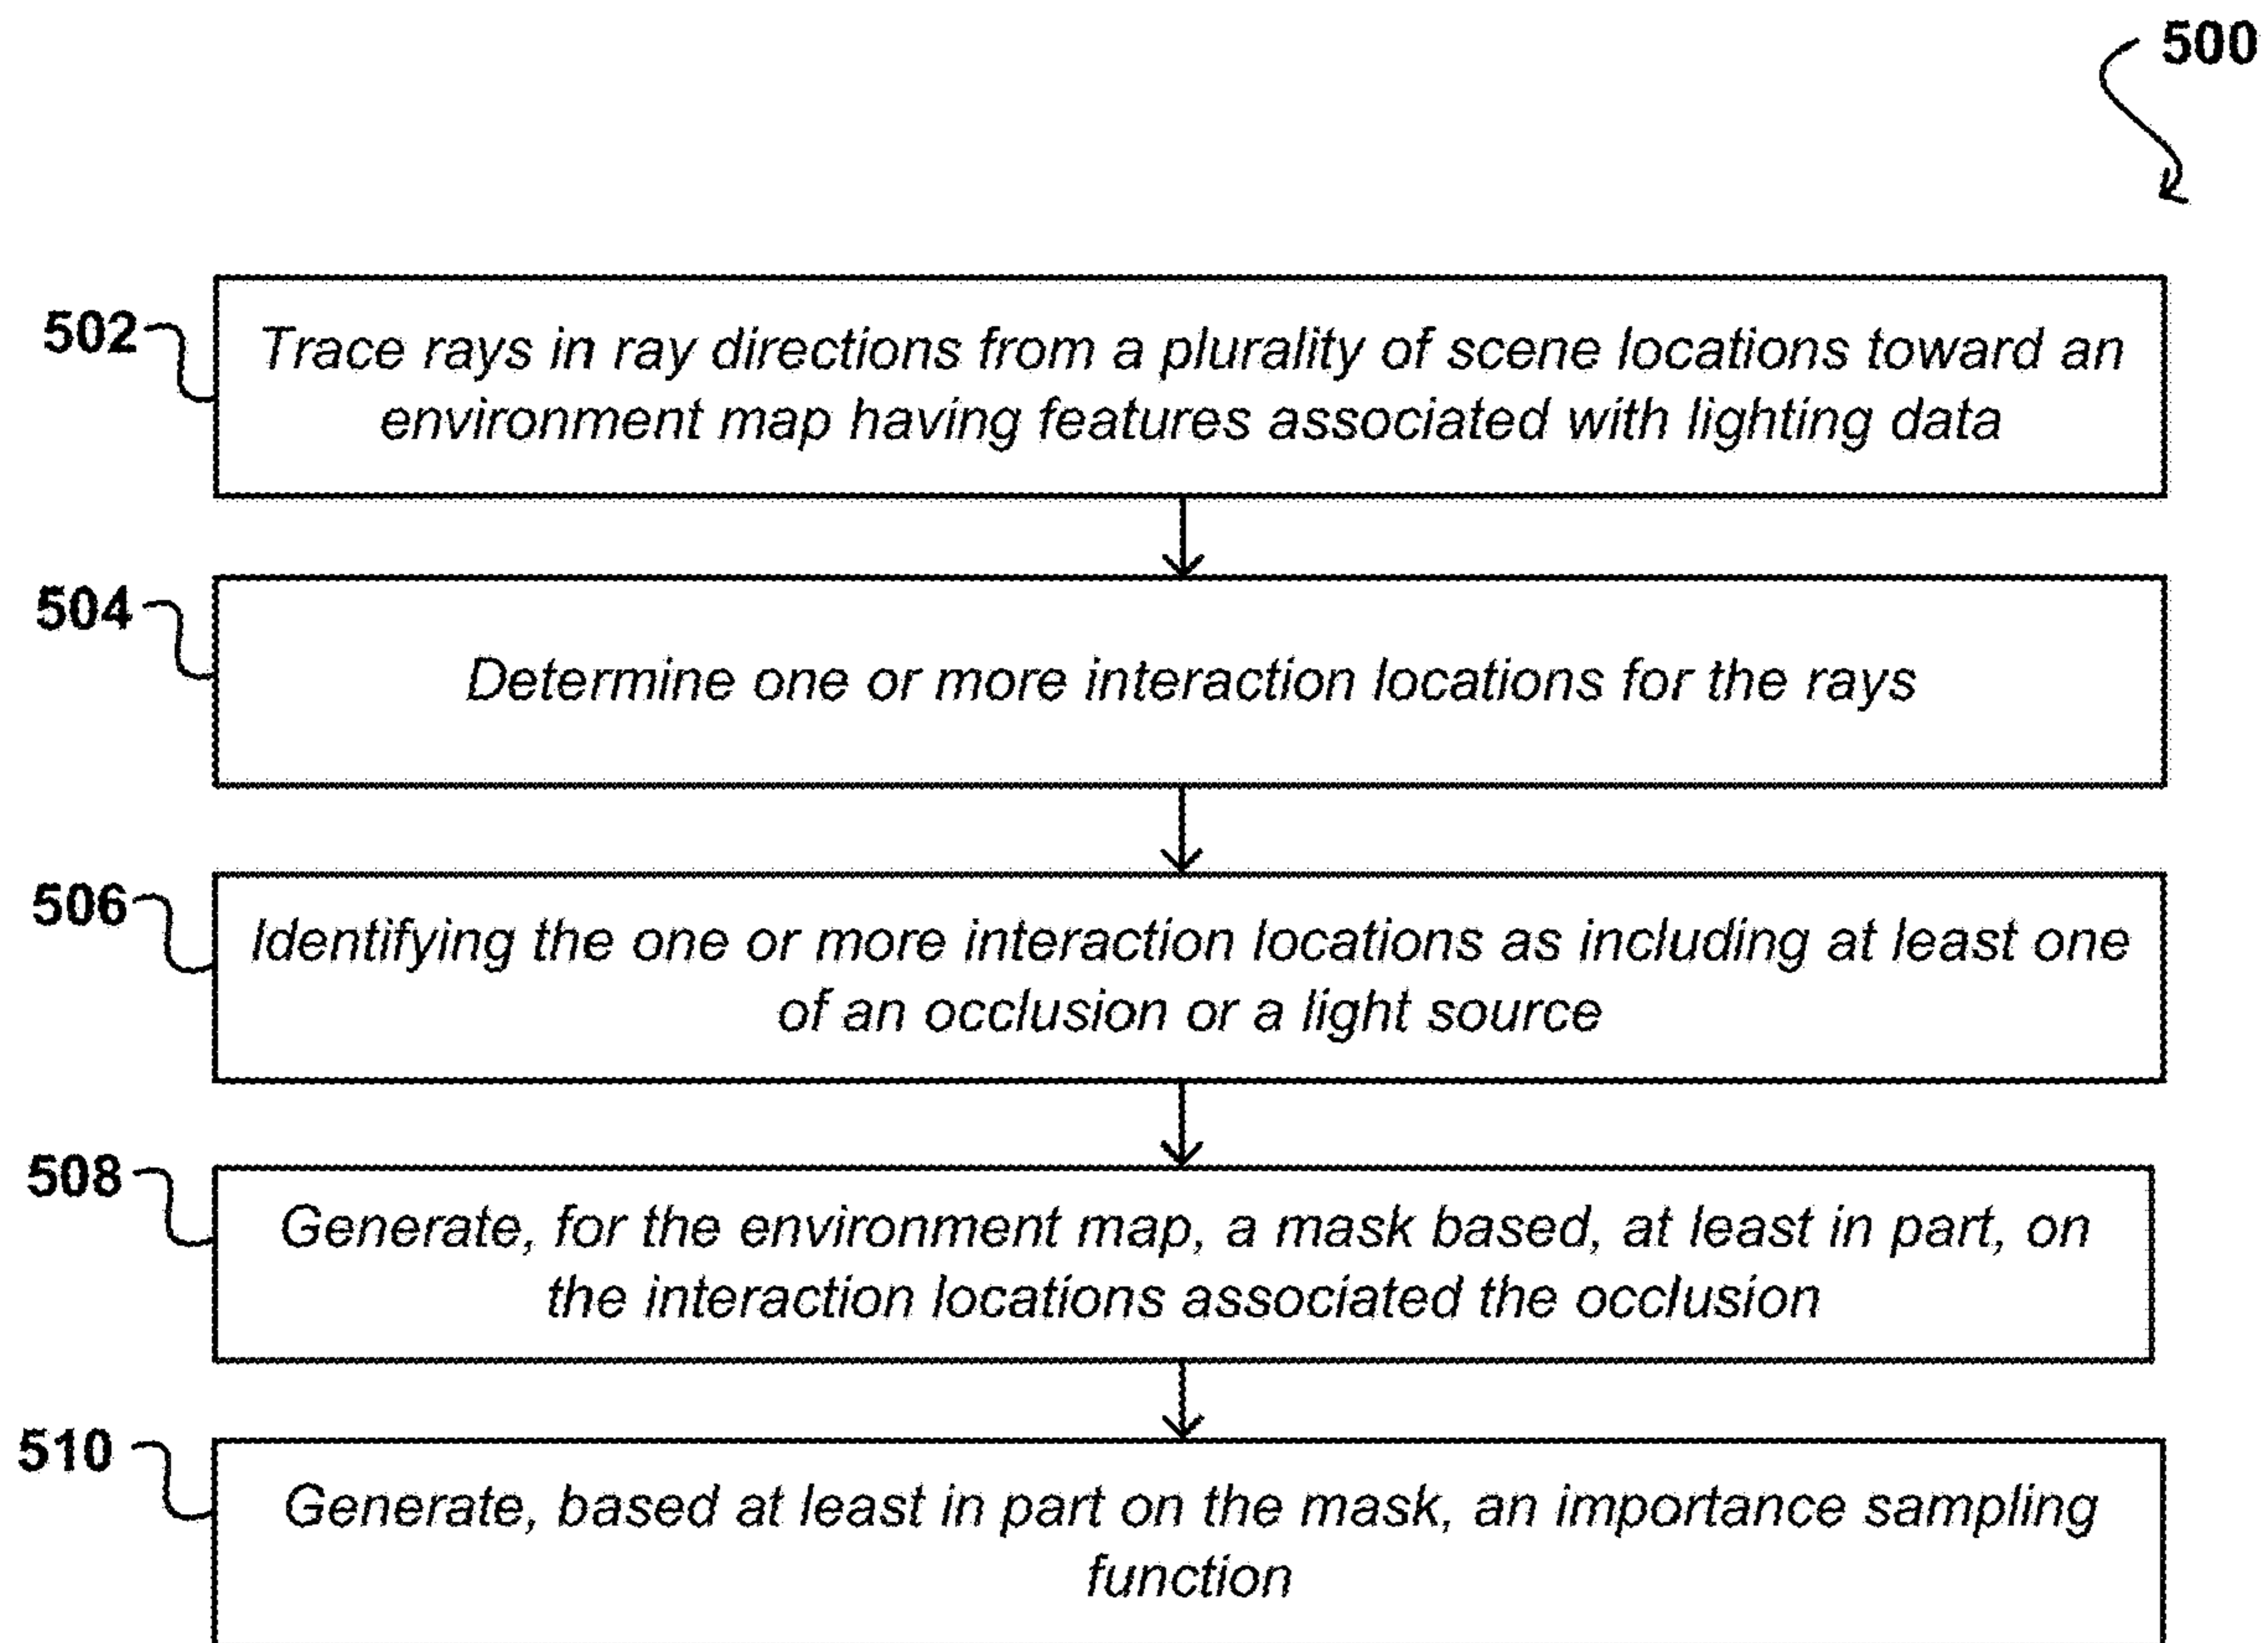 500
502
Trace rays in ray directions from a plurality of scene locations toward an
environment map having features associated with lighting data
504
Determine one or more interaction locations for the rays
506
Identifying the one or more interaction locations as including at least one
of an occlusion or a light source
508
Generate, for the environment map, a mask based, at least in part, on
the interaction locations associated the occlusion
510
Generate, based at least in part on the mask, an importance sampling
function